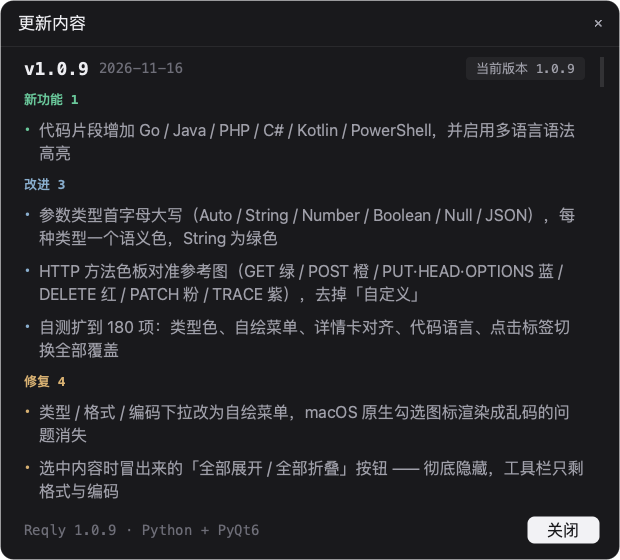 更新内容
×
v1.0.9 2026-11-16 当前版本 1.0.9
新功能 1
• 代码片段增加 Go / Java / PHP / C# / Kotlin / PowerShell，并启用多语言语法
高亮
改进 3
• 参数类型首字母大写（Auto / String / Number / Boolean / Null / JSON），每
种类型一个语义色，String 为绿色
• HTTP 方法色板对准参考图（GET 绿 / POST 橙 / PUT·HEAD·OPTIONS 蓝 /
DELETE 红 / PATCH 粉 / TRACE 紫），去掉「自定义」
• 自测扩到 180 项：类型色、自绘菜单、详情卡对齐、代码语言、点击标签切
换全部覆盖
修复 4
• 类型 / 格式 / 编码下拉改为自绘菜单，macOS 原生勾选图标渲染成乱码的问
题消失
• 选中内容时冒出来的「全部展开 / 全部折叠」按钮 —— 彻底隐藏，工具栏只剩
格式与编码
Reqly 1.0.9 · Python + PyQt6
关闭